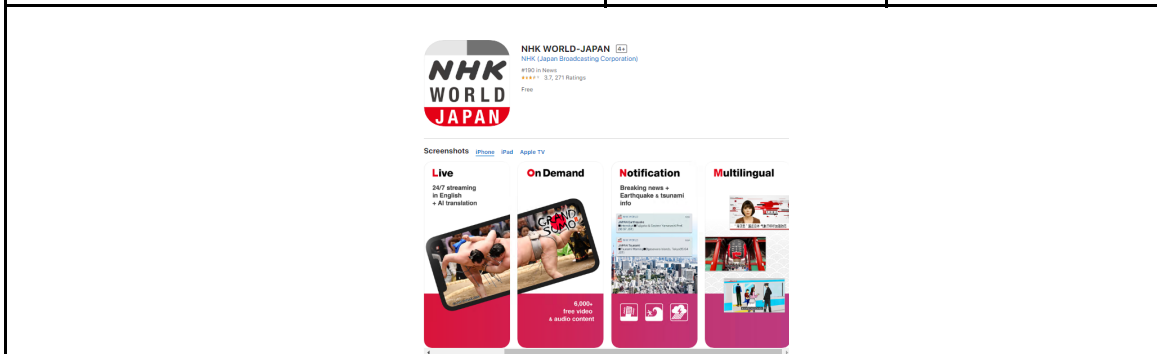 NHK
WORLD
JAPAN
NHK WORLD-JAPAN 4+
NHK (Japan Broadcasting Corporation)
#190 in News
3.7, 271 Ratings
Free
Screenshots iPhone iPad Apple TV
Live
24/7 streaming
in English
+ AI translation
On Demand
GRAND
SUMO
6,000+
free video
& audio content
Notification
Breaking news +
Earthquake & tsunami
info
Multilingual